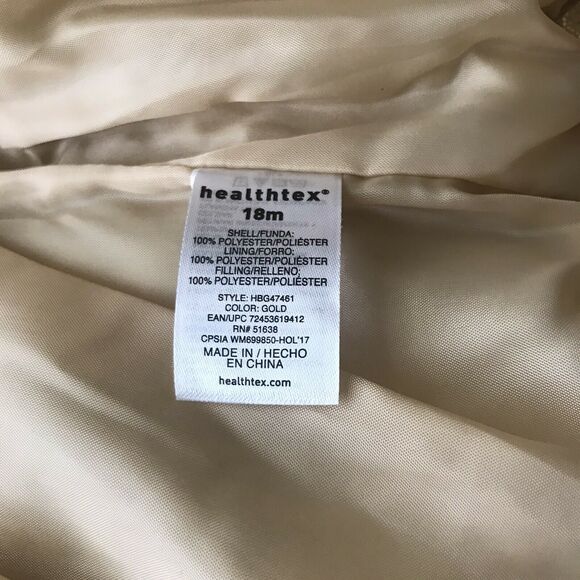 healthtex®
18m
SHELL/FUNDA:
100% POLYESTER/POLIÉSTER
LINING/FORRO:
100% POLYESTER/POLIÉSTER
FILLING/RELLENO:
100% POLYESTER/POLIÉSTER
STYLE: HBG47461
COLOR: GOLD
EAN/UPC 72453619412
RN# 51638
CPSIA WM699850-HOL'17
MADE IN / HECHO
EN CHINA
healthtex.com